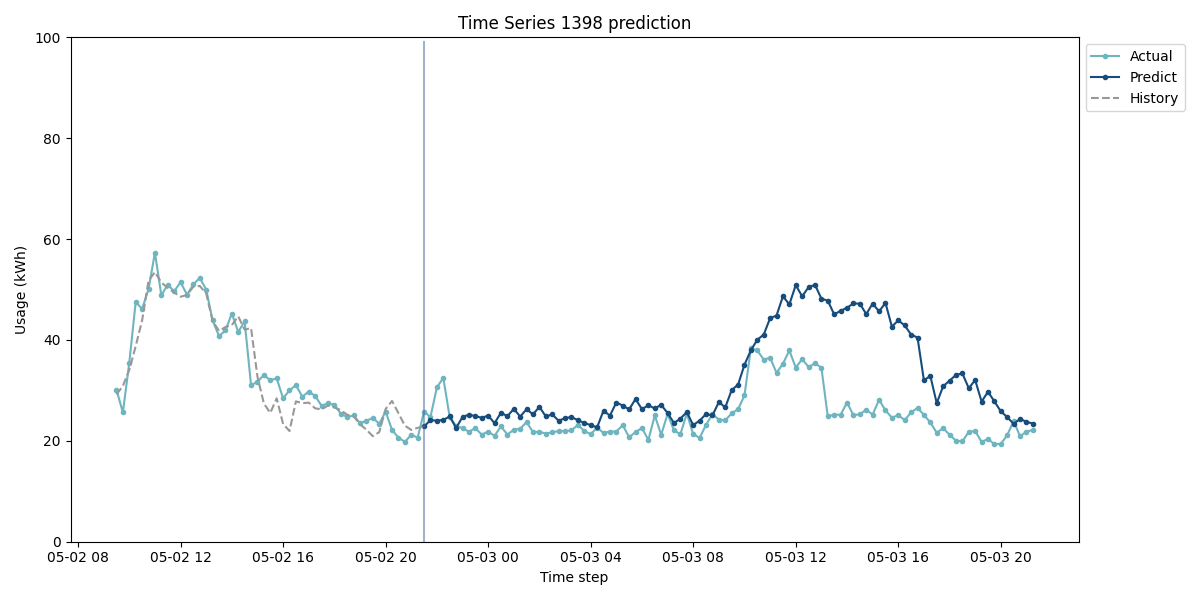 Time Series 1398 prediction
Usage (kWh)
100
80
60
40
20
0
05-02 08
05-02 12
05-02 16
05-02 20
05-03 00
05-03 04
05-03 08
05-03 12
05-03 16
05-03 20
Time step
Actual
Predict
History